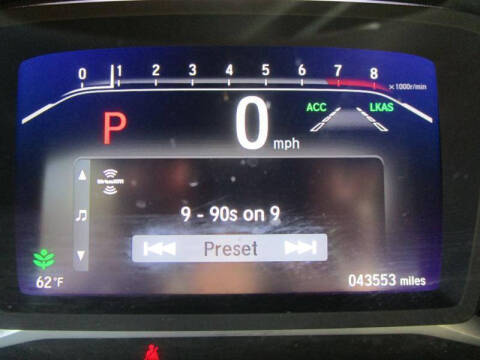 0 1 2 3 4 5 6 7 8
x1000r/min
P 0 mph
ACC LKAS
9 - 90s on 9
Preset
62°F
043553 miles